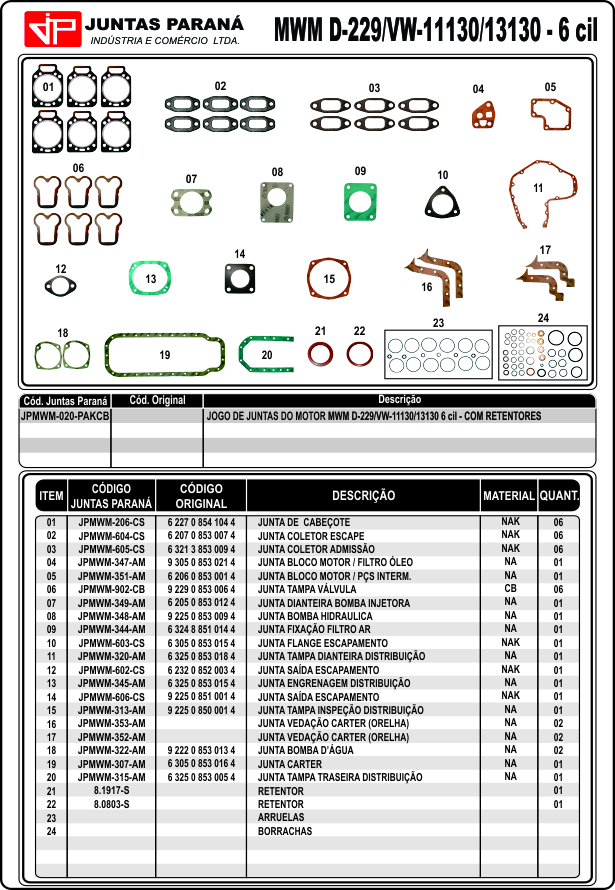 JP JUNTAS PARANÁ
INDÚSTRIA E COMÉRCIO LTDA.
MWM D-229/VW-11130/13130 - 6 cil
01
02
03
04
05
06
07
08
09
10
11
12
13
14
15
16
17
18
19
20
21
22
23
24
Cód. Juntas Paraná Cód. Original Descrição
JPMWM-020-PAKCB JOGO DE JUNTAS DO MOTOR MWM D-229/VW-11130/13130 6 cil - COM RETENTORES
ITEM CÓDIGO JUNTAS PARANÁ CÓDIGO ORIGINAL DESCRIÇÃO MATERIAL QUANT.
01 JPMWM-206-CS 6 227 0 854 104 4 JUNTA DE CABEÇOTE NAK 06
02 JPMWM-604-CS 6 207 0 853 007 4 JUNTA COLETOR ESCAPE NAK 06
03 JPMWM-605-CS 6 321 3 853 009 4 JUNTA COLETOR ADMISSÃO NAK 06
04 JPMWM-347-AM 9 305 0 853 021 4 JUNTA BLOCO MOTOR / FILTRO ÓLEO NA 01
05 JPMWM-351-AM 6 206 0 853 001 4 JUNTA BLOCO MOTOR / PÇS INTERM. NA 01
06 JPMWM-902-CB 9 229 0 853 006 4 JUNTA TAMPA VÁLVULA CB 06
07 JPMWM-349-AM 6 205 0 853 012 4 JUNTA DIANTEIRA BOMBA INJETORA NA 01
08 JPMWM-348-AM 9 225 0 853 009 4 JUNTA BOMBA HIDRAULICA NA 01
09 JPMWM-344-AM 6 324 8 851 014 4 JUNTA FIXAÇÃO FILTRO AR NA 01
10 JPMWM-603-CS 6 305 0 853 015 4 JUNTA FLANGE ESCAPAMENTO NAK 01
11 JPMWM-320-AM 6 325 0 853 018 4 JUNTA TAMPA DIANTEIRA DISTRIBUIÇÃO NA 01
12 JPMWM-602-CS 6 232 0 852 003 4 JUNTA SAÍDA ESCAPAMENTO NAK 01
13 JPMWM-345-AM 6 325 0 853 015 4 JUNTA ENGRENAGEM DISTRIBUIÇÃO NA 01
14 JPMWM-606-CS 9 225 0 851 001 4 JUNTA SAÍDA ESCAPAMENTO NAK 01
15 JPMWM-313-AM 9 225 0 850 001 4 JUNTA TAMPA INSPEÇÃO DISTRIBUIÇÃO NA 01
16 JPMWM-353-AM JUNTA VEDAÇÃO CARTER (ORELHA) NA 02
17 JPMWM-352-AM JUNTA VEDAÇÃO CARTER (ORELHA) NA 02
18 JPMWM-322-AM 9 222 0 853 013 4 JUNTA BOMBA D'ÁGUA NA 02
19 JPMWM-307-AM 6 305 0 853 016 4 JUNTA CARTER NA 01
20 JPMWM-315-AM 6 325 0 853 005 4 JUNTA TAMPA TRASEIRA DISTRIBUIÇÃO NA 01
21 8.1917-S RETENTOR 01
22 8.0803-S RETENTOR 01
23 ARRUELAS
24 BORRACHAS